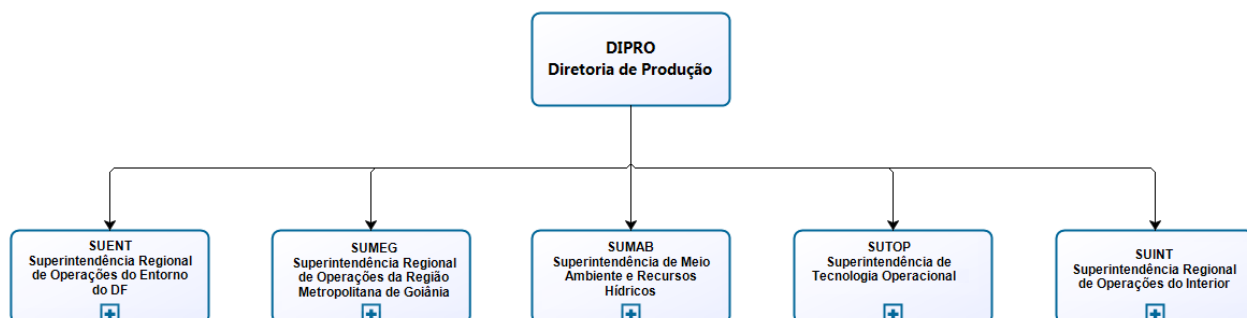 DIPRO
Diretoria de Produção
SUENT
Superintendência Regional
de Operações do Entorno
do DF
SUMEG
Superintendência Regional
de Operações da Região
Metropolitana de Goiânia
SUMAB
Superintendência de Meio
Ambiente e Recursos
Hídricos
SUTOP
Superintendência de
Tecnologia Operacional
SUINT
Superintendência Regional
de Operações do Interior